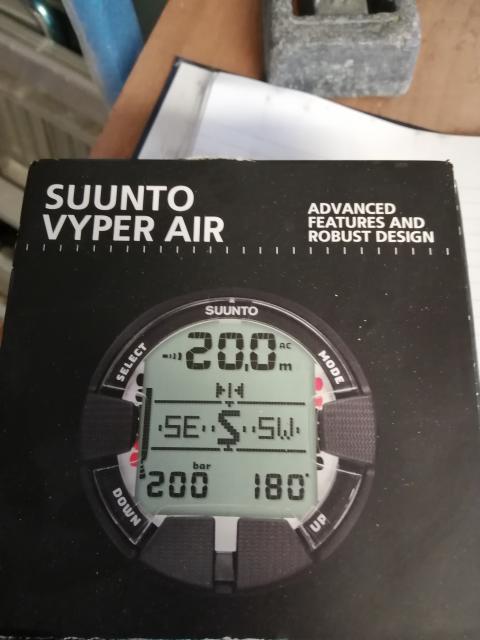 SUUNTO
VYPER AIR
ADVANCED
FEATURES AND
ROBUST DESIGN
SUUNTO
SELECT
MODE
20.0 AC
m
SE S SW
bar
200 180°
DOWN
UP